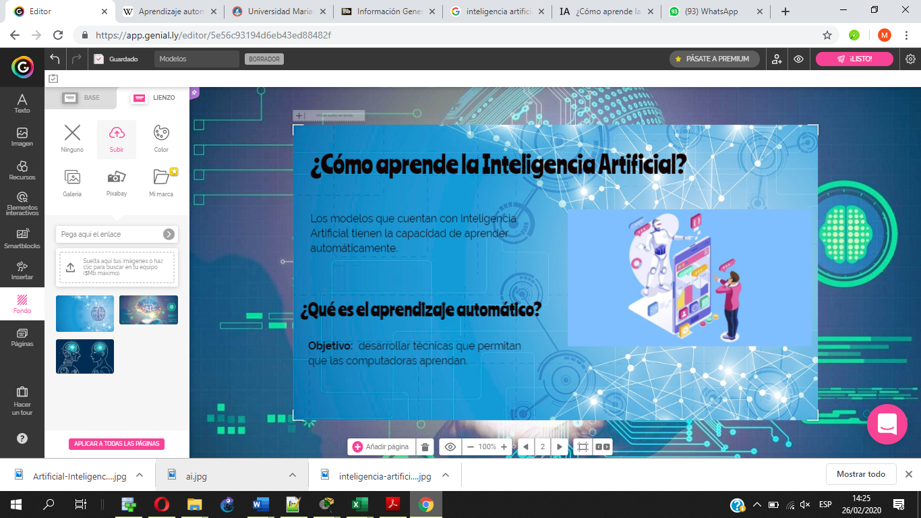 Editor
Aprendizaje autom
Universidad Maria
Información Gene
inteligencia artific
¿Cómo aprende la
(93) WhatsApp
https://app.genial.ly/editor/5e56c93194d6eb43ed88482f
Guardado
Modelos
BORRADOR
PÁSATE A PREMIUM
¡LISTO!
Texto
Imagen
Recursos
Elementos
interactivos
Smartblocks
Insertar
Fondo
Páginas
Hacer
un tour
BASE
LIENZO
Ninguno
Subir
Color
Galería
Pixabay
Mi marca
Pega aquí el enlace
Suelta aquí tus imágenes o haz
clic para buscar en tu equipo
máximo)
APLICAR A TODAS LAS PÁGINAS
¿Cómo aprende la Inteligencia Artificial?
Los modelos que cuentan con Inteligencia
Artificial tienen la capacidad de aprender
automáticamente.
¿Qué es el aprendizaje automático?
Objetivo: desarrollar técnicas que permitan
que las computadoras aprendan.
Añadir página
100%
2
Artificial-Inteligenc....jpg
ai.jpg
inteligencia-artifici....jpg
Mostrar todo
ESP
14:25
26/02/2020